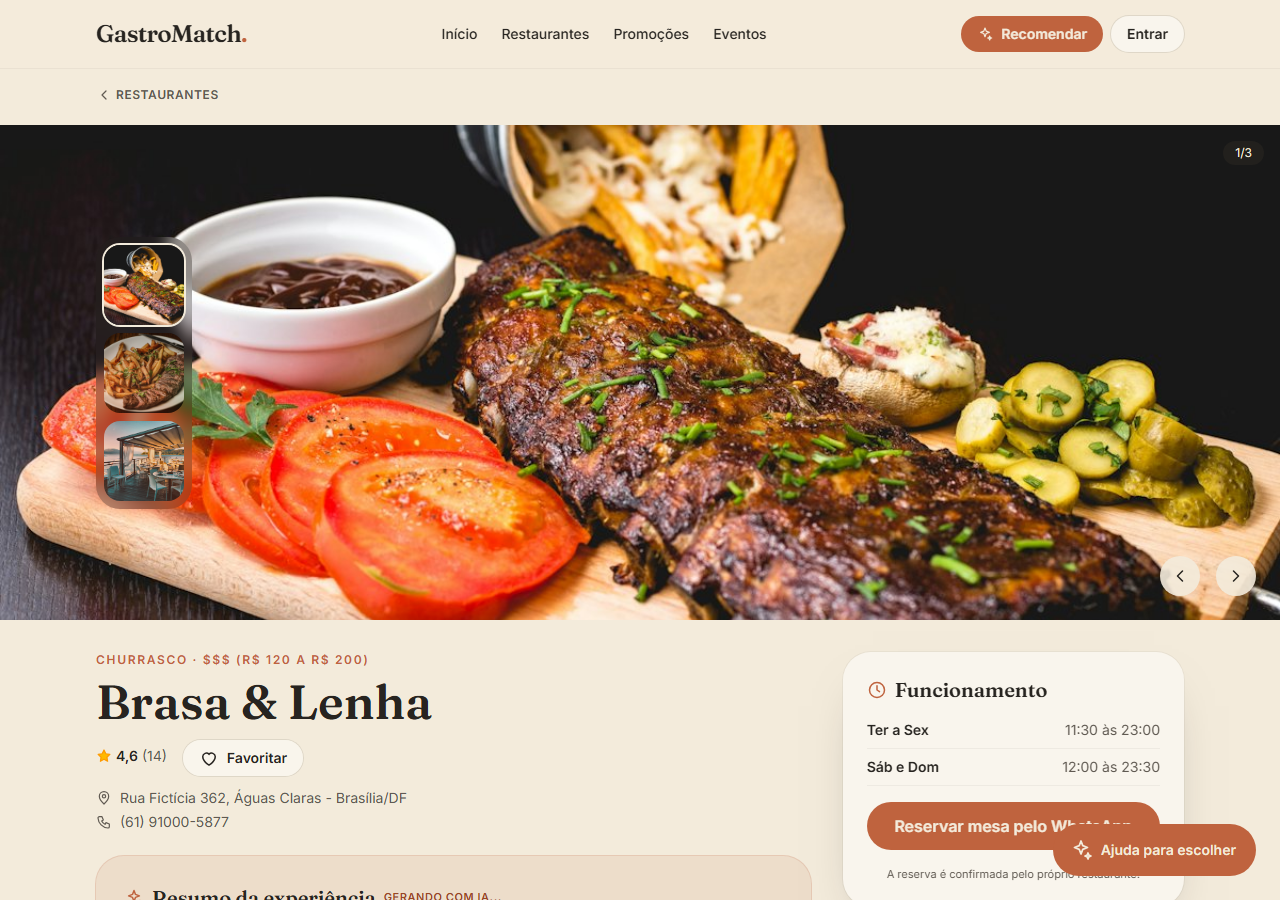 GastroMatch.
Início
Restaurantes
Promoções
Eventos
Recomendar
Entrar
RESTAURANTES
1/3
CHURRASCO · $$$ (R$ 120 A R$ 200)
Brasa & Lenha
4,6 (14)
Favoritar
Rua Fictícia 362, Águas Claras - Brasília/DF
(61) 91000-5877
Resumo da experiência GERANDO COM IA...
Funcionamento
Ter a Sex 11:30 às 23:00
Sáb e Dom 12:00 às 23:30
Reservar mesa pelo WhatsApp
Ajuda para escolher
A reserva é confirmada pelo próprio restaurante.